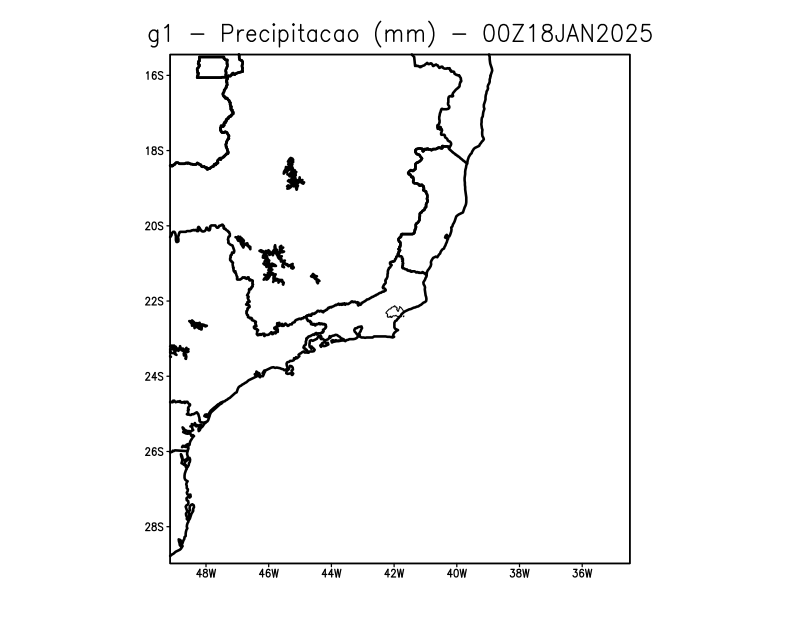 g1 – Precipitacao (mm) – 00Z18JAN2025
16S
18S
20S
22S
24S
26S
28S
48W 46W 44W 42W 40W 38W 36W